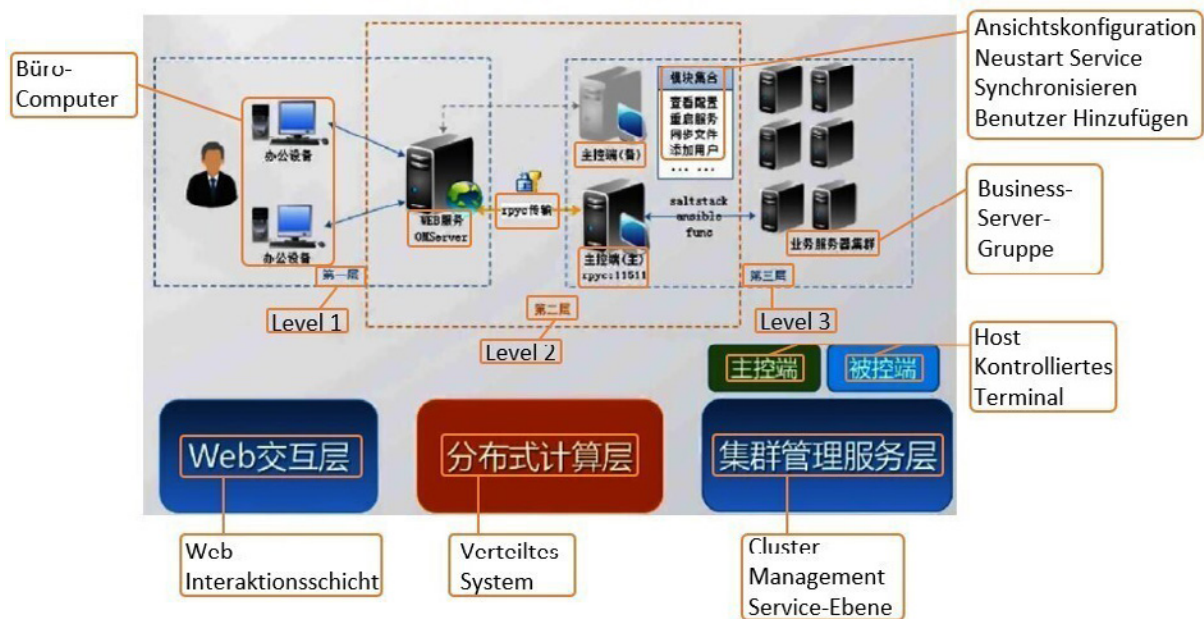 Büro-
Computer
Ansichtskonfiguration
Neustart Service
Synchronisieren
Benutzer Hinzufügen
模块集合
查看配置
重启服务
同步文件
添加用户
... ...
办公设备
主控端(备)
WEB服务
OMServer
rpyc传输
saltstack
ansible
func
办公设备
主控端(主)
rpyc:11511
业务服务器集群
Business-
Server-
Gruppe
第一层
第二层
第三层
Level 1
Level 2
Level 3
主控端
被控端
Host
Kontrolliertes
Terminal
Web交互层
分布式计算层
集群管理服务层
Web
Interaktionsschicht
Verteiltes
System
Cluster
Management
Service-Ebene